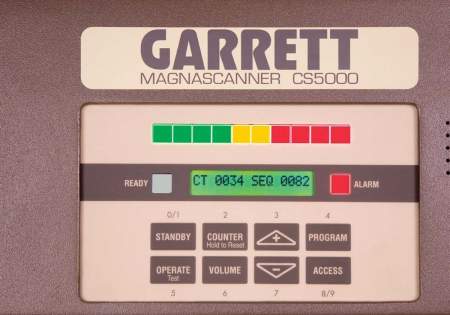 GARRETT
MAGNASCANNER CS5000
READY
CT 0034 SEQ 0082
ALARM
0/1 2 3 4
STANDBY
COUNTER
Hold to Reset
+
PROGRAM
OPERATE
Test
VOLUME
−
ACCESS
5 6 7 8/9